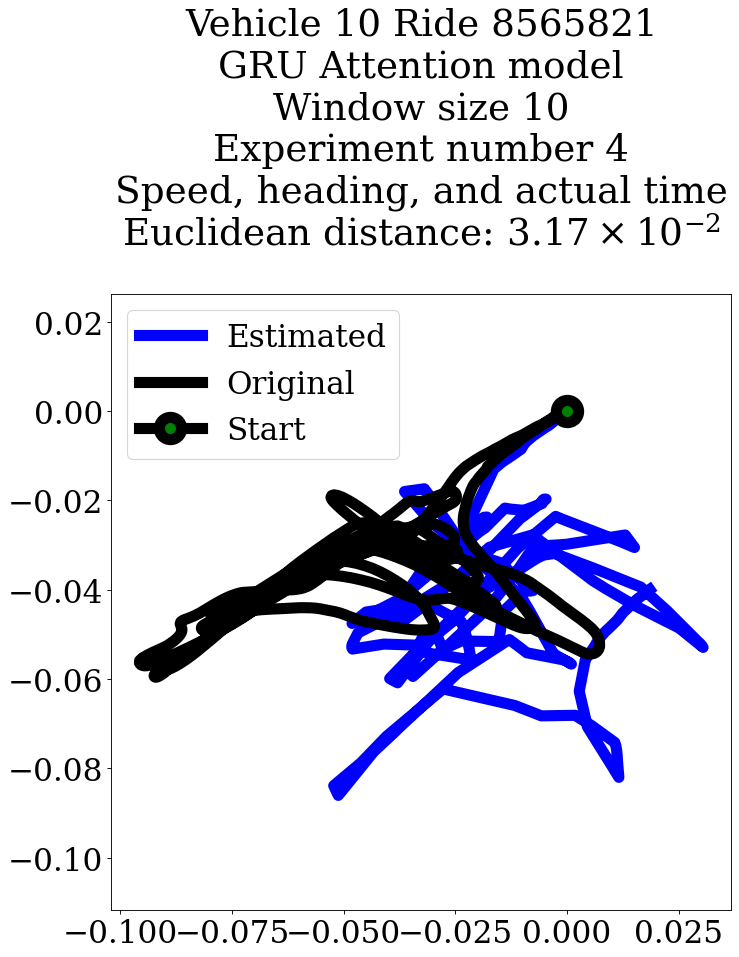 Vehicle 10 Ride 8565821
GRU Attention model
Window size 10
Experiment number 4
Speed, heading, and actual time
Euclidean distance: 3.17 × 10⁻²
Estimated
Original
Start
0.02
0.00
−0.02
−0.04
−0.06
−0.08
−0.10
−0.100 −0.075 −0.050 −0.025 0.000 0.025